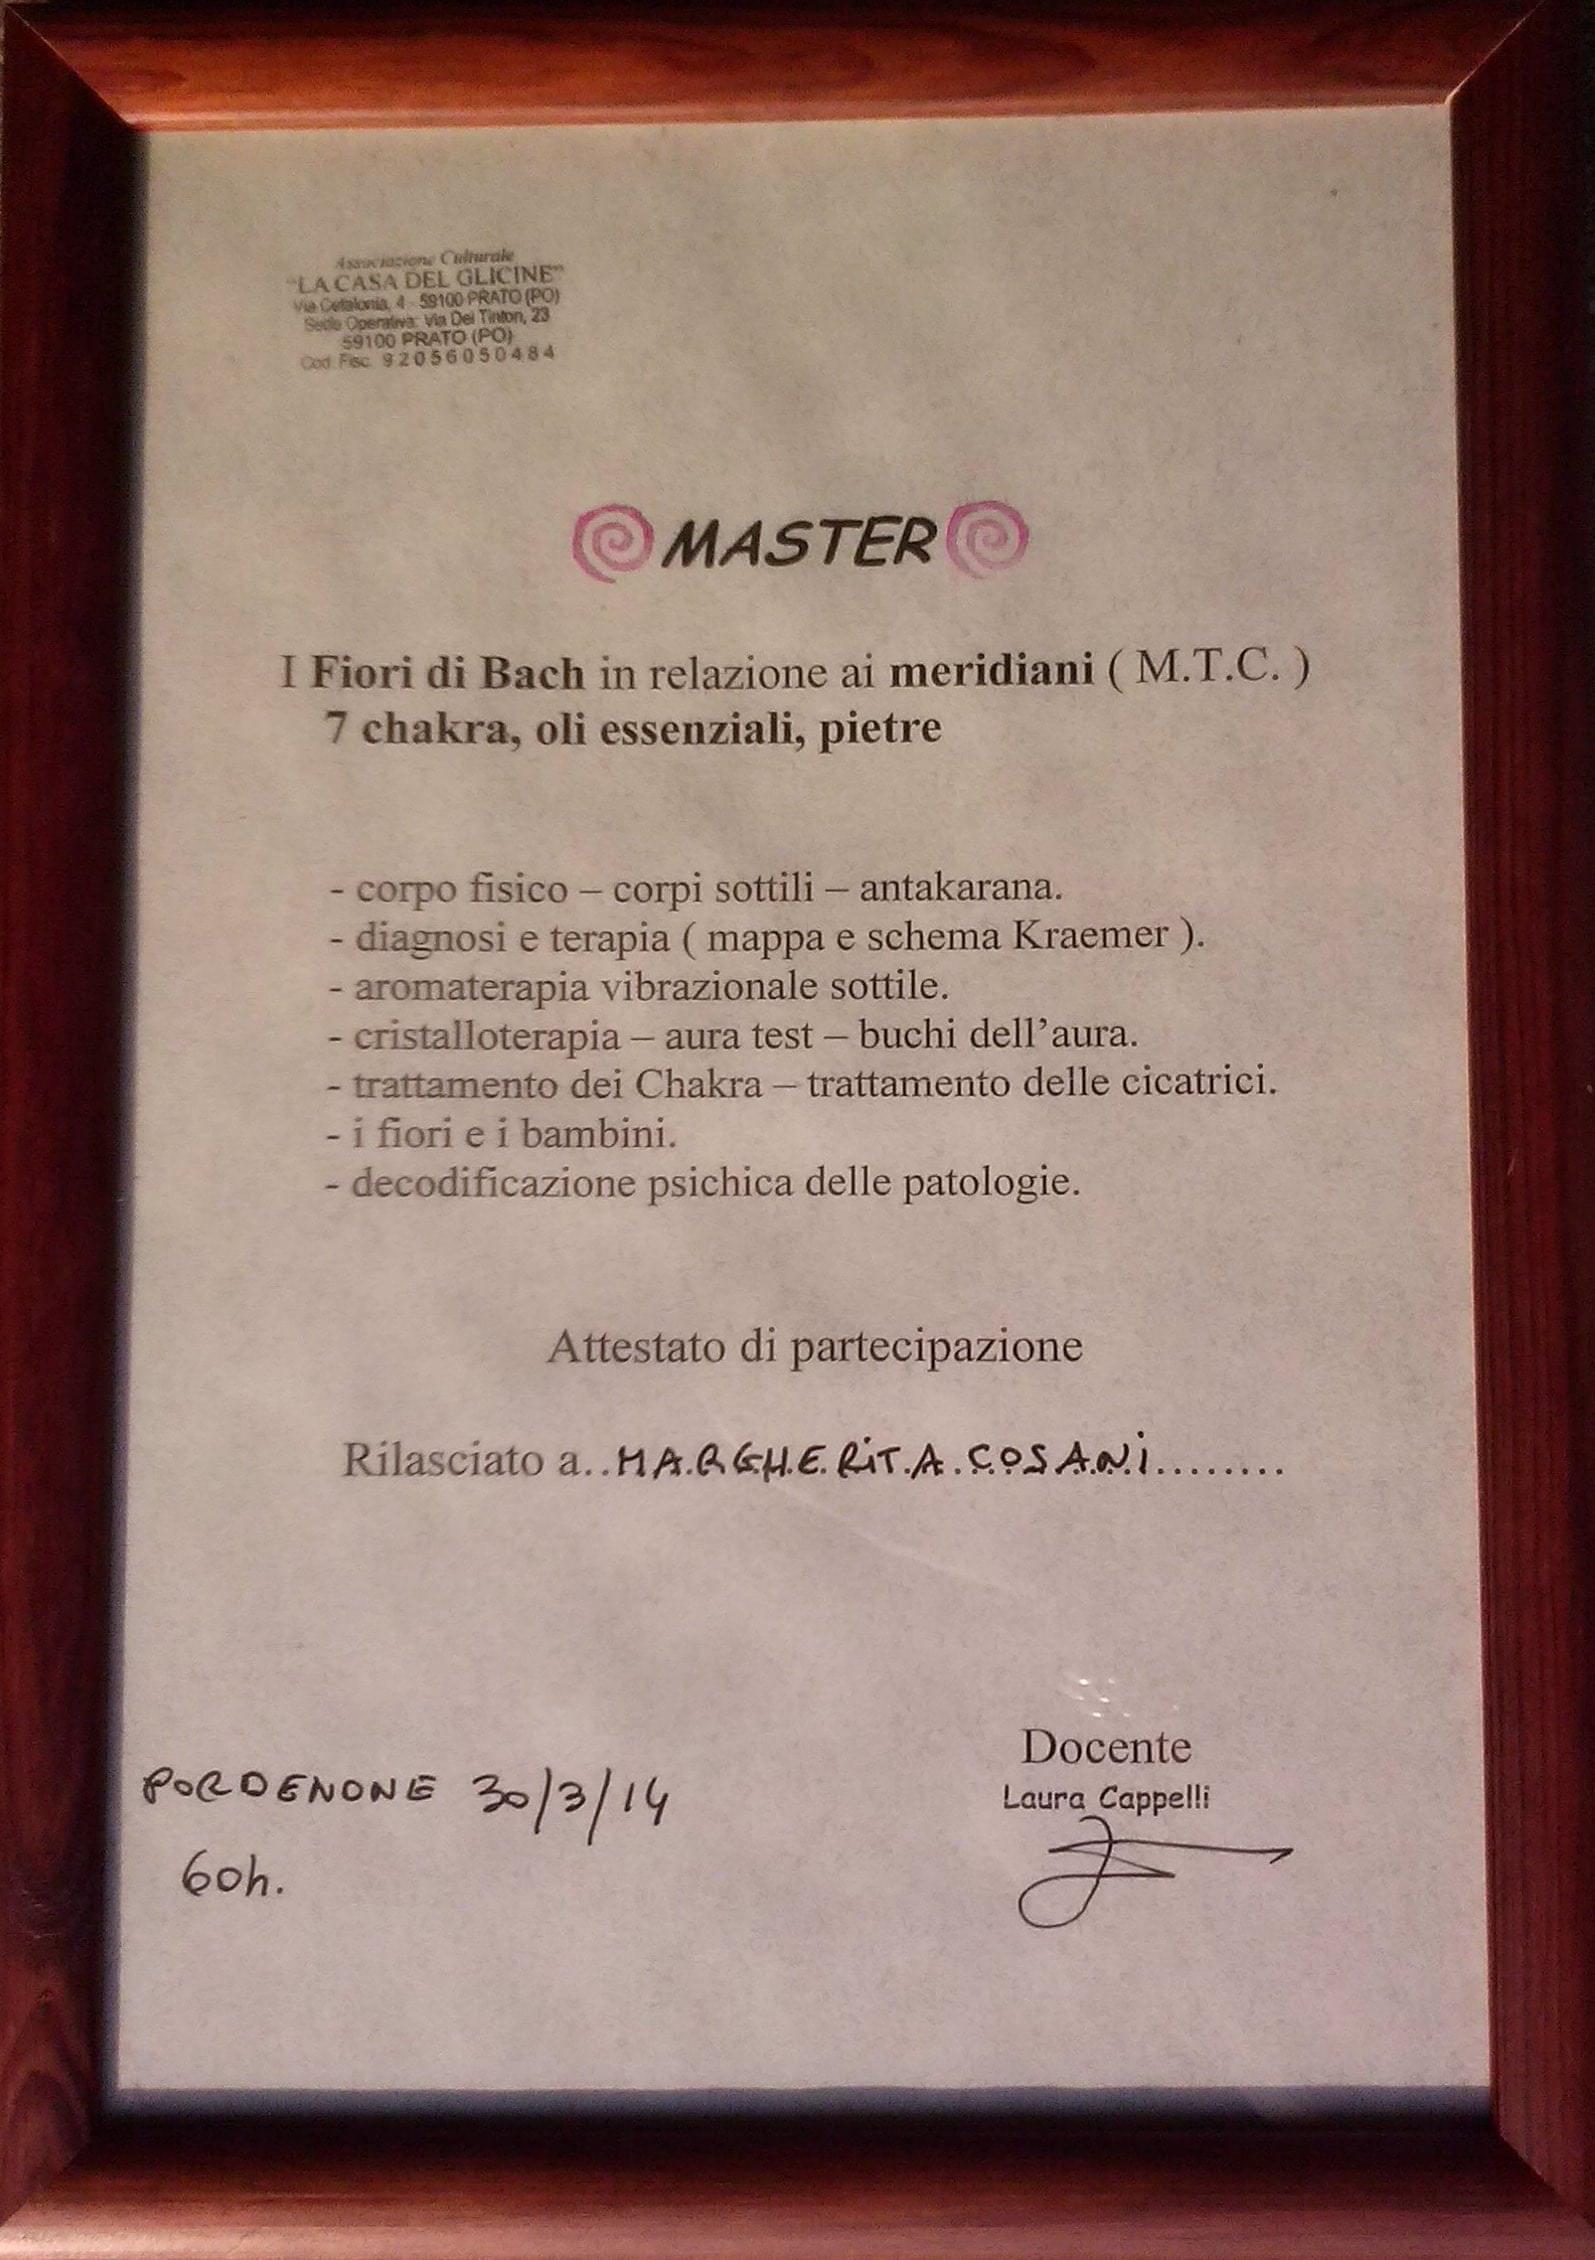 Associazione Culturale
"LA CASA DEL GLICINE"
Via Cefalonia, 4 - 59100 PRATO (PO)
Sede Operativa: Via Dei Tintori, 23
59100 PRATO (PO)
Cod. Fisc. 92056050484
MASTER
I Fiori di Bach in relazione ai meridiani ( M.T.C. )
7 chakra, oli essenziali, pietre
- corpo fisico – corpi sottili – antakarana.
- diagnosi e terapia ( mappa e schema Kraemer ).
- aromaterapia vibrazionale sottile.
- cristalloterapia – aura test – buchi dell’aura.
- trattamento dei Chakra – trattamento delle cicatrici.
- i fiori e i bambini.
- decodificazione psichica delle patologie.
Attestato di partecipazione
Rilasciato a..MARGHERITA COSANI........
Docente
Laura Cappelli
PORDENONE 30/3/14
60h.